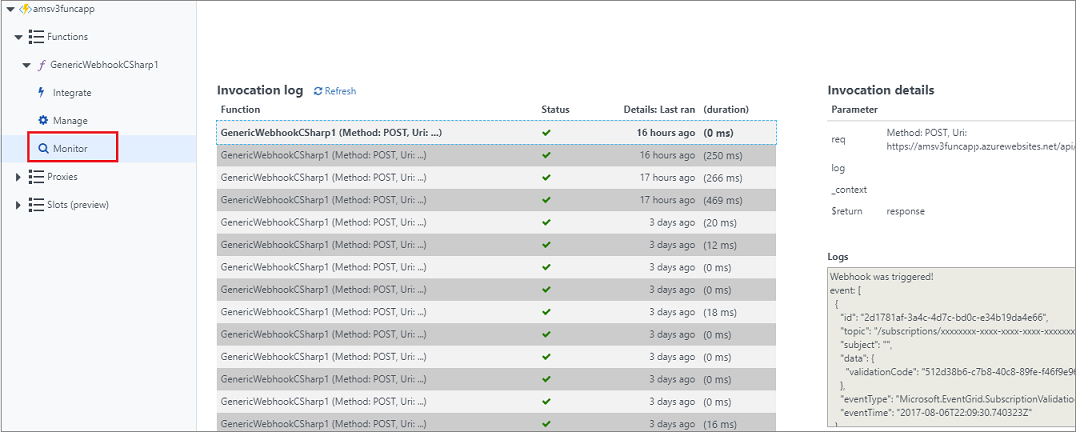 amsv3funcapp
Functions
GenericWebhookCSharp1
Integrate
Manage
Monitor
Proxies
Slots (preview)
Invocation log Refresh
Function Status Details: Last ran (duration)
GenericWebhookCSharp1 (Method: POST, Uri: ...) 16 hours ago (0 ms)
GenericWebhookCSharp1 (Method: POST, Uri: ...) 16 hours ago (250 ms)
GenericWebhookCSharp1 (Method: POST, Uri: ...) 17 hours ago (266 ms)
GenericWebhookCSharp1 (Method: POST, Uri: ...) 17 hours ago (469 ms)
GenericWebhookCSharp1 (Method: POST, Uri: ...) 3 days ago (20 ms)
GenericWebhookCSharp1 (Method: POST, Uri: ...) 3 days ago (12 ms)
GenericWebhookCSharp1 (Method: POST, Uri: ...) 3 days ago (0 ms)
GenericWebhookCSharp1 (Method: POST, Uri: ...) 3 days ago (0 ms)
GenericWebhookCSharp1 (Method: POST, Uri: ...) 3 days ago (18 ms)
GenericWebhookCSharp1 (Method: POST, Uri: ...) 3 days ago (0 ms)
GenericWebhookCSharp1 (Method: POST, Uri: ...) 3 days ago (0 ms)
GenericWebhookCSharp1 (Method: POST, Uri: ...) 3 days ago (0 ms)
GenericWebhookCSharp1 (Method: POST, Uri: ...) 3 days ago (0 ms)
GenericWebhookCSharp1 (Method: POST, Uri: ...) 3 days ago (16 ms)
Invocation details
Parameter
req Method: POST, Uri:
https://amsv3funcapp.azurewebsites.net/api/
log
_context
$return response
Logs
Webhook was triggered!
event: [
{
"id": "2d1781af-3a4c-4d7c-bd0c-e34b19da4e66",
"topic": "/subscriptions/xxxxxxxx-xxxx-xxxx-xxxx-xxxxxxx
"subject": "",
"data": {
"validationCode": "512d38b6-c7b8-40c8-89fe-f46f9e9
},
"eventType": "Microsoft.EventGrid.SubscriptionValidatio
"eventTime": "2017-08-06T22:09:30.740323Z"